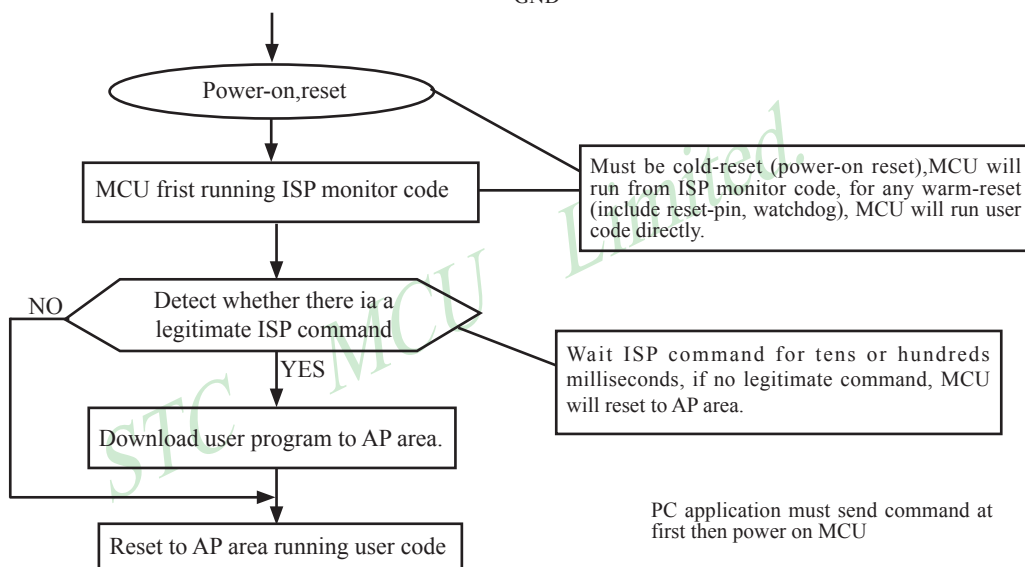 GND
Power-on,reset
MCU frist running ISP monitor code
Must be cold-reset (power-on reset),MCU will
run from ISP monitor code, for any warm-reset
(include reset-pin, watchdog), MCU will run user
code directly.
NO
Detect whether there ia a
legitimate ISP command
YES
Wait ISP command for tens or hundreds
milliseconds, if no legitimate command, MCU
will reset to AP area.
Download user program to AP area.
PC application must send command at
first then power on MCU
Reset to AP area running user code
STC MCU Limited.